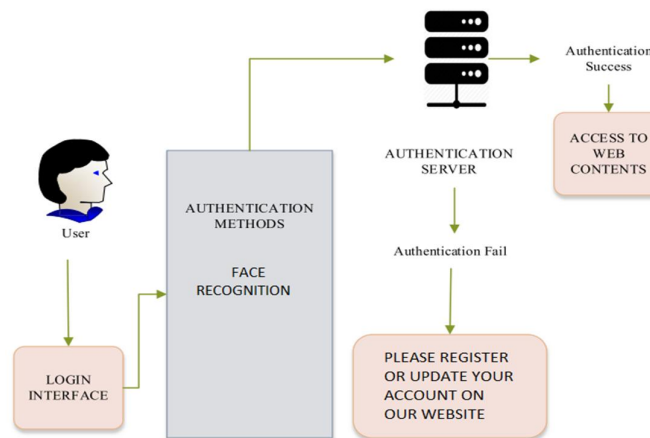 User
LOGIN
INTERFACE
AUTHENTICATION
METHODS
FACE
RECOGNITION
AUTHENTICATION
SERVER
Authentication
Success
ACCESS TO
WEB
CONTENTS
Authentication Fail
PLEASE REGISTER
OR UPDATE YOUR
ACCOUNT ON
OUR WEBSITE